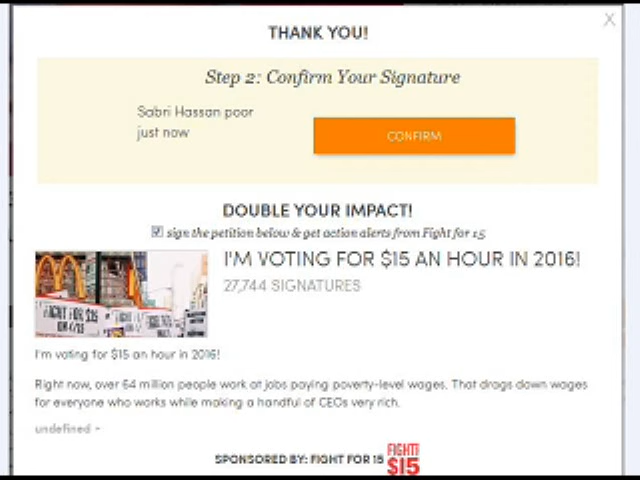 X
THANK YOU!
Step 2: Confirm Your Signature
Sabri Hassan poor
just now
CONFIRM
DOUBLE YOUR IMPACT!
sign the petition below & get action alerts from Fight for 15
I'M VOTING FOR $15 AN HOUR IN 2016!
27,744 SIGNATURES
FIGHT FOR $15
I'm voting for $15 an hour in 2016!
Right now, over 64 million people work at jobs paying poverty-level wages. That drags down wages
for everyone who works while making a handful of CEOs very rich.
undefined -
SPONSORED BY: FIGHT FOR 15
FIGHT!
$15